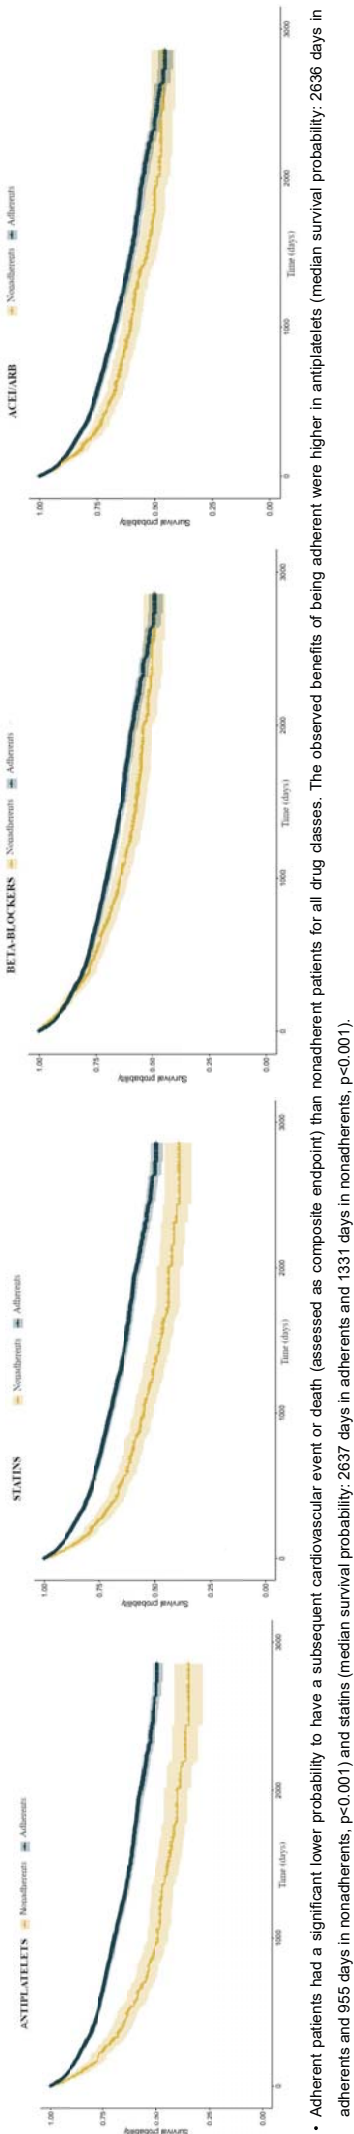 ANTIPLATELETS Nonadherents Adherents
1.00
0.75
0.50
0.25
0.00
Survival probability
0 1000 2000 3000
Time (days)
STATINS
Nonadherents Adherents
1.00
0.75
0.50
0.25
0.00
Survival probability
0 1000 2000 3000
Time (days)
BETA-BLOCKERS Nonadherents Adherents
1.00
0.75
0.50
0.25
0.00
Survival probability
0 1000 2000 3000
Time (days)
ACEI/ARB
Nonadherents Adherents
1.00
0.75
0.50
0.25
0.00
Survival probability
0 1000 2000 3000
Time (days)
• Adherent patients had a significant lower probability to have a subsequent cardiovascular event or death (assessed as composite endpoint) than nonadherent patients for all drug classes. The observed benefits of being adherent were higher in antiplatelets (median survival probability: 2636 days in
adherents and 955 days in nonadherents, p<0.001) and statins (median survival probability: 2637 days in adherents and 1331 days in nonadherents, p<0.001).